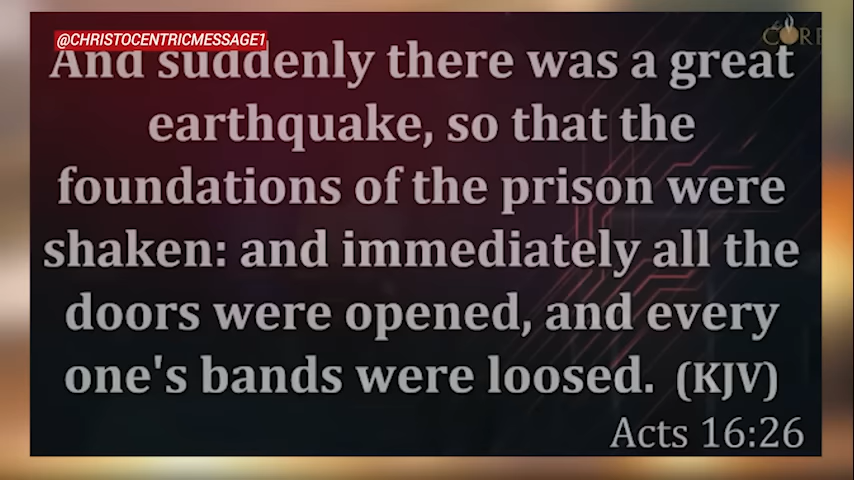 @CHRISTOCENTRICMESSAGE1
And suddenly there was a great
earthquake, so that the
foundations of the prison were
shaken: and immediately all the
doors were opened, and every
one's bands were loosed. (KJV)
Acts 16:26